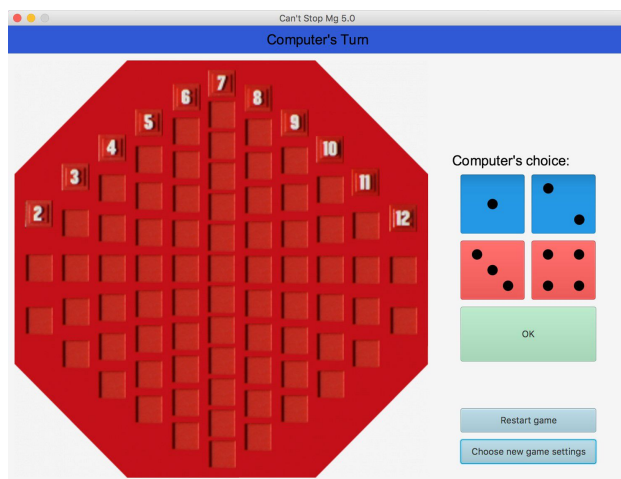 Can't Stop Mg 5.0
Computer's Turn
7
6
8
5
9
4
10
3
11
2
12
Computer's choice:
OK
Restart game
Choose new game settings